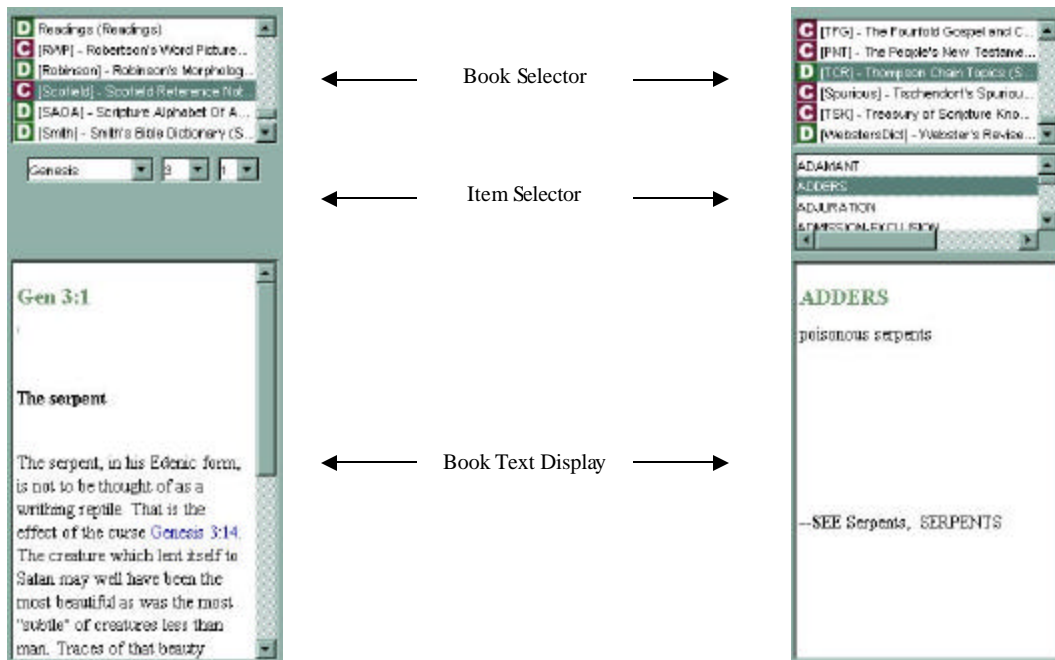 D Readings (Readings)
C [RWP] - Robertson's Word Picture...
D [Robinson] - Robinson's Morpholog...
C [Scofield] - Scofield Reference Not...
D [SAOA] - Scripture Alphabet Of A...
D [Smith] - Smith's Bible Dictionary (S...
Genesis 3 1
Gen 3:1
The serpent
The serpent, in his Edenic form,
is not to be thought of as a
writhing reptile. That is the
effect of the curse Genesis 3:14.
The creature which lent itself to
Satan may well have been the
most beautiful as was the most
"subtle" of creatures less than
man. Traces of that beauty
Book Selector
Item Selector
Book Text Display
C [TFG] - The Fourfold Gospel and C...
C [PNT] - The People's New Testame...
D [TCR] - Thompson Chain Topics (S...
C [Spurious] - Tischendorf's Spuriou...
C [TSK] - Treasury of Scripture Kno...
D [WebstersDict] - Webster's Revise...
ADAMANT
ADDERS
ADJURATION
ADMISSION-EXCLUSION
ADDERS
poisonous serpents
--SEE Serpents, SERPENTS